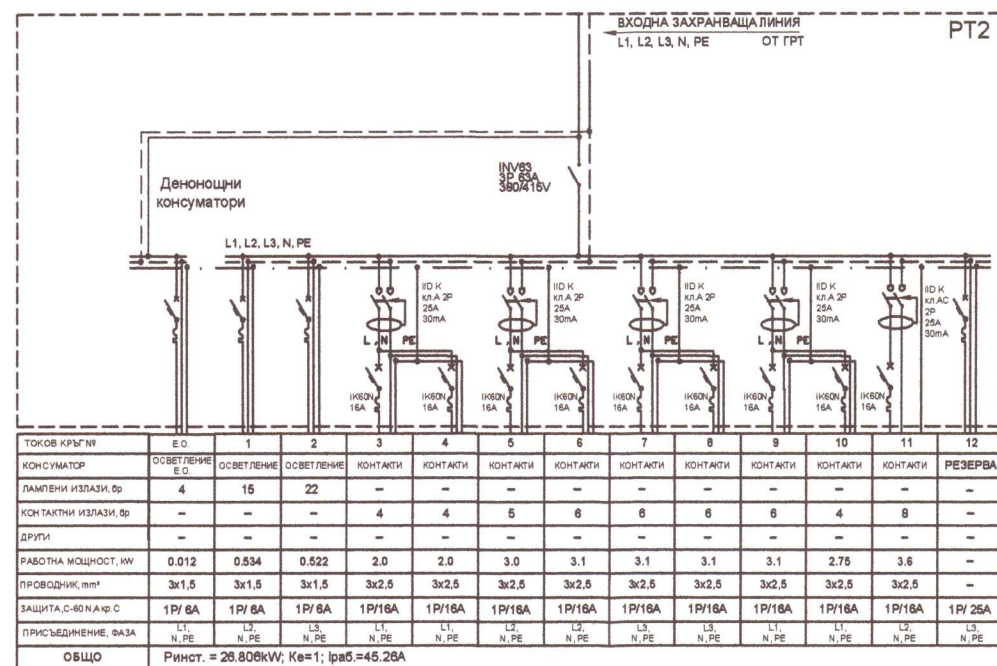 ВХОДНА ЗАХРАНВАЩА ЛИНИЯ
L1, L2, L3, N, PE ОТ ГРТ
РТ2
INV63
3P 63A
380/415V
Денонощни
консуматори
L1, L2, L3, N, PE
IID K
кл.А 2P
25A
30mA
IID K
кл.А 2P
25A
30mA
IID K
кл.А 2P
25A
30mA
IID K
кл.А 2P
25A
30mA
IID K
кл.АС
2P
25A
30mA
L , N PE
L , N PE
L , N PE
L , N PE
IK60N
16A
IK60N
16A
IK60N
16A
IK60N
16A
IK60N
16A
IK60N
16A
IK60N
16A
IK60N
16A
IK60N
16A
ТОКОВ КРЪГ № Е.О. 1 2 3 4 5 6 7 8 9 10 11 12
КОНСУМАТОР ОСВЕТЛЕНИЕ Е.О. ОСВЕТЛЕНИЕ ОСВЕТЛЕНИЕ КОНТАКТИ КОНТАКТИ КОНТАКТИ КОНТАКТИ КОНТАКТИ КОНТАКТИ КОНТАКТИ КОНТАКТИ КОНТАКТИ РЕЗЕРВА
ЛАМПЕНИ ИЗЛАЗИ, бр 4 15 22 – – – – – – – – – –
КОНТАКТНИ ИЗЛАЗИ, бр – – – 4 4 5 6 6 6 6 4 8 –
ДРУГИ – – – – – – – – – – – – –
РАБОТНА МОЩНОСТ, kW 0.012 0.534 0.522 2.0 2.0 3.0 3.1 3.1 3.1 3.1 2.75 3.6 –
ПРОВОДНИК, mm² 3x1,5 3x1,5 3x1,5 3x2,5 3x2,5 3x2,5 3x2,5 3x2,5 3x2,5 3x2,5 3x2,5 3x2,5 –
ЗАЩИТА,C-60 N,А кр.С 1P/ 6A 1P/ 6A 1P/ 6A 1P/16A 1P/16A 1P/16A 1P/16A 1P/16A 1P/16A 1P/16A 1P/16A 1P/16A 1P/ 25A
ПРИСЪЕДИНЕНИЕ, ФАЗА L1, N, PE L2, N, PE L3, N, PE L1, N, PE L1, N, PE L2, N, PE L2, N, PE L3, N, PE L3, N, PE L1, N, PE L1, N, PE L2, N, PE L3, N, PE
ОБЩО Pинст. = 26.806kW; Ke=1; Iраб.=45.26A